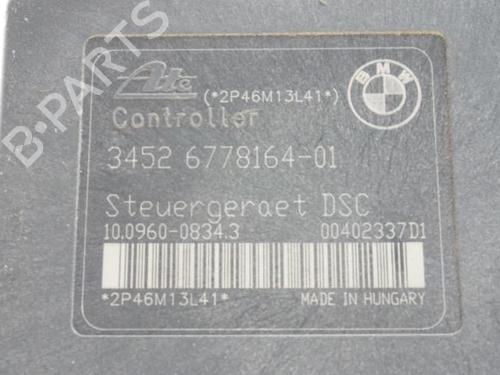 Ate (*2P46M13L41*) BMW
Controller
3452 6778164-01
Steuergeraet DSC
10.0960-0834.3 00402337D1
*2P46M13L41* MADE IN HUNGARY
B-PARTS